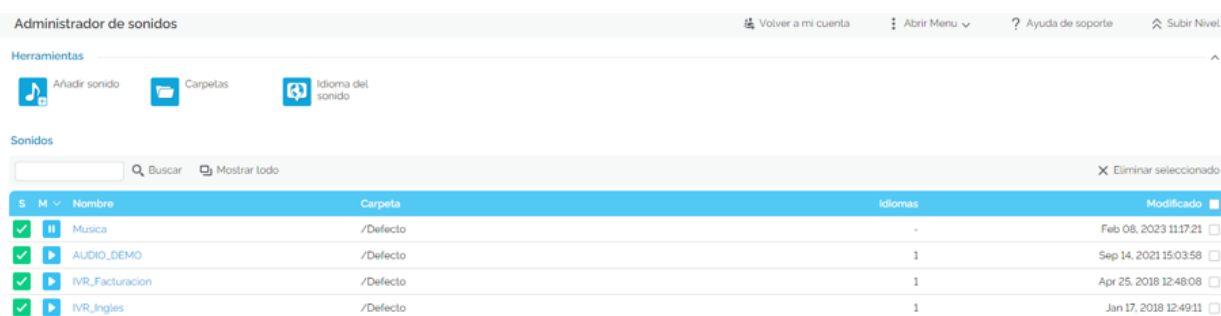 Administrador de sonidos Volver a mi cuenta Abrir Menu ? Ayuda de soporte Subir Nivel
Herramientas
Añadir sonido Carpetas Idioma del
sonido
Sonidos
Buscar Mostrar todo Eliminar seleccionado
S M Nombre Carpeta Idiomas Modificado
Musica /Defecto - Feb 08, 2023 11:17:21
AUDIO_DEMO /Defecto 1 Sep 14, 2021 15:03:58
IVR_Facturacion /Defecto 1 Apr 25, 2018 12:48:08
IVR_Ingles /Defecto 1 Jan 17, 2018 12:49:11